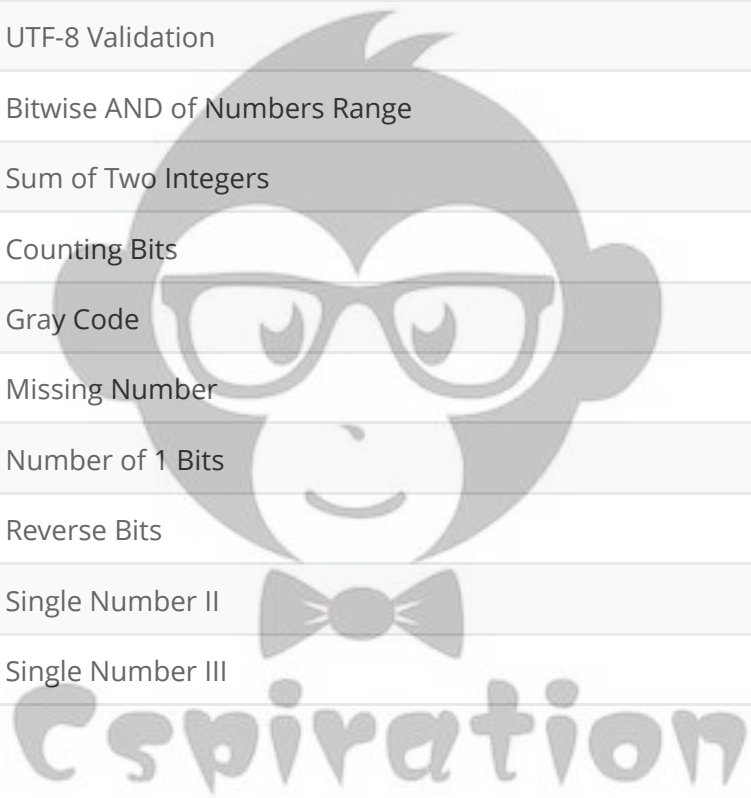 UTF-8 Validation
Bitwise AND of Numbers Range
Sum of Two Integers
Counting Bits
Gray Code
Missing Number
Number of 1 Bits
Reverse Bits
Single Number II
Single Number III
Cspiration